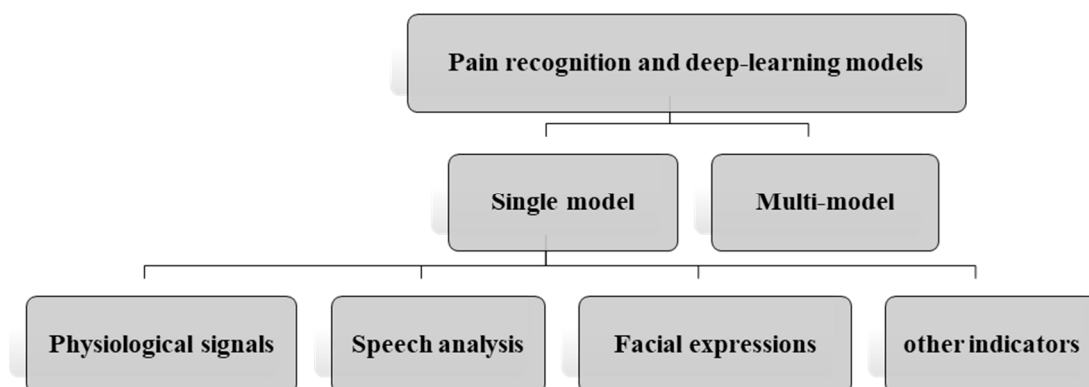 Pain recognition and deep-learning models
Single model
Multi-model
Physiological signals
Speech analysis
Facial expressions
other indicators